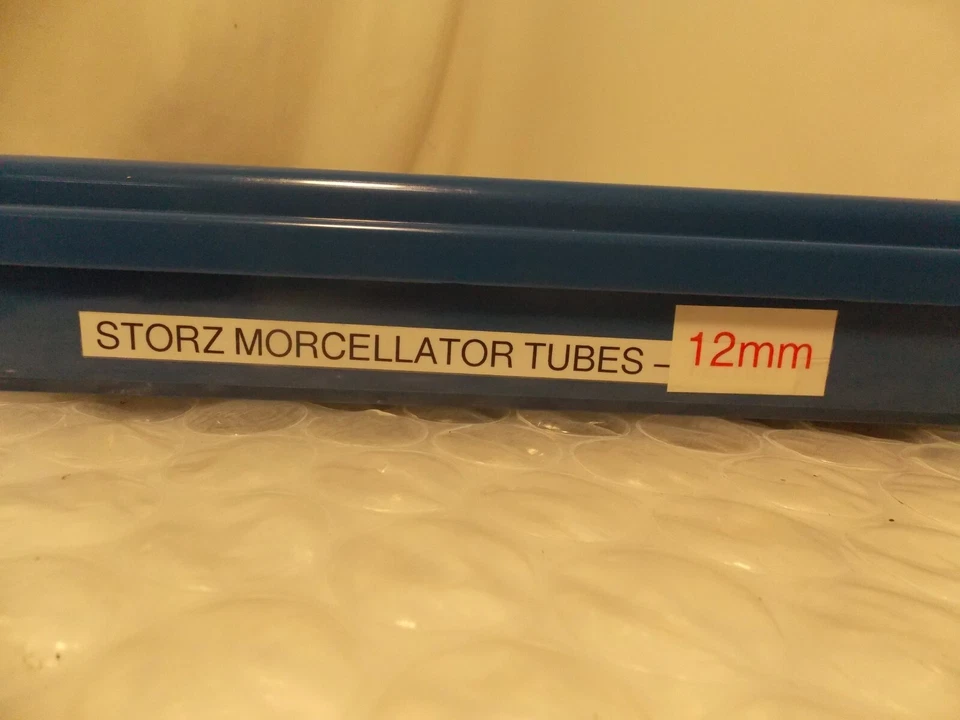 STORZ MORCELLATOR TUBES – 12mm